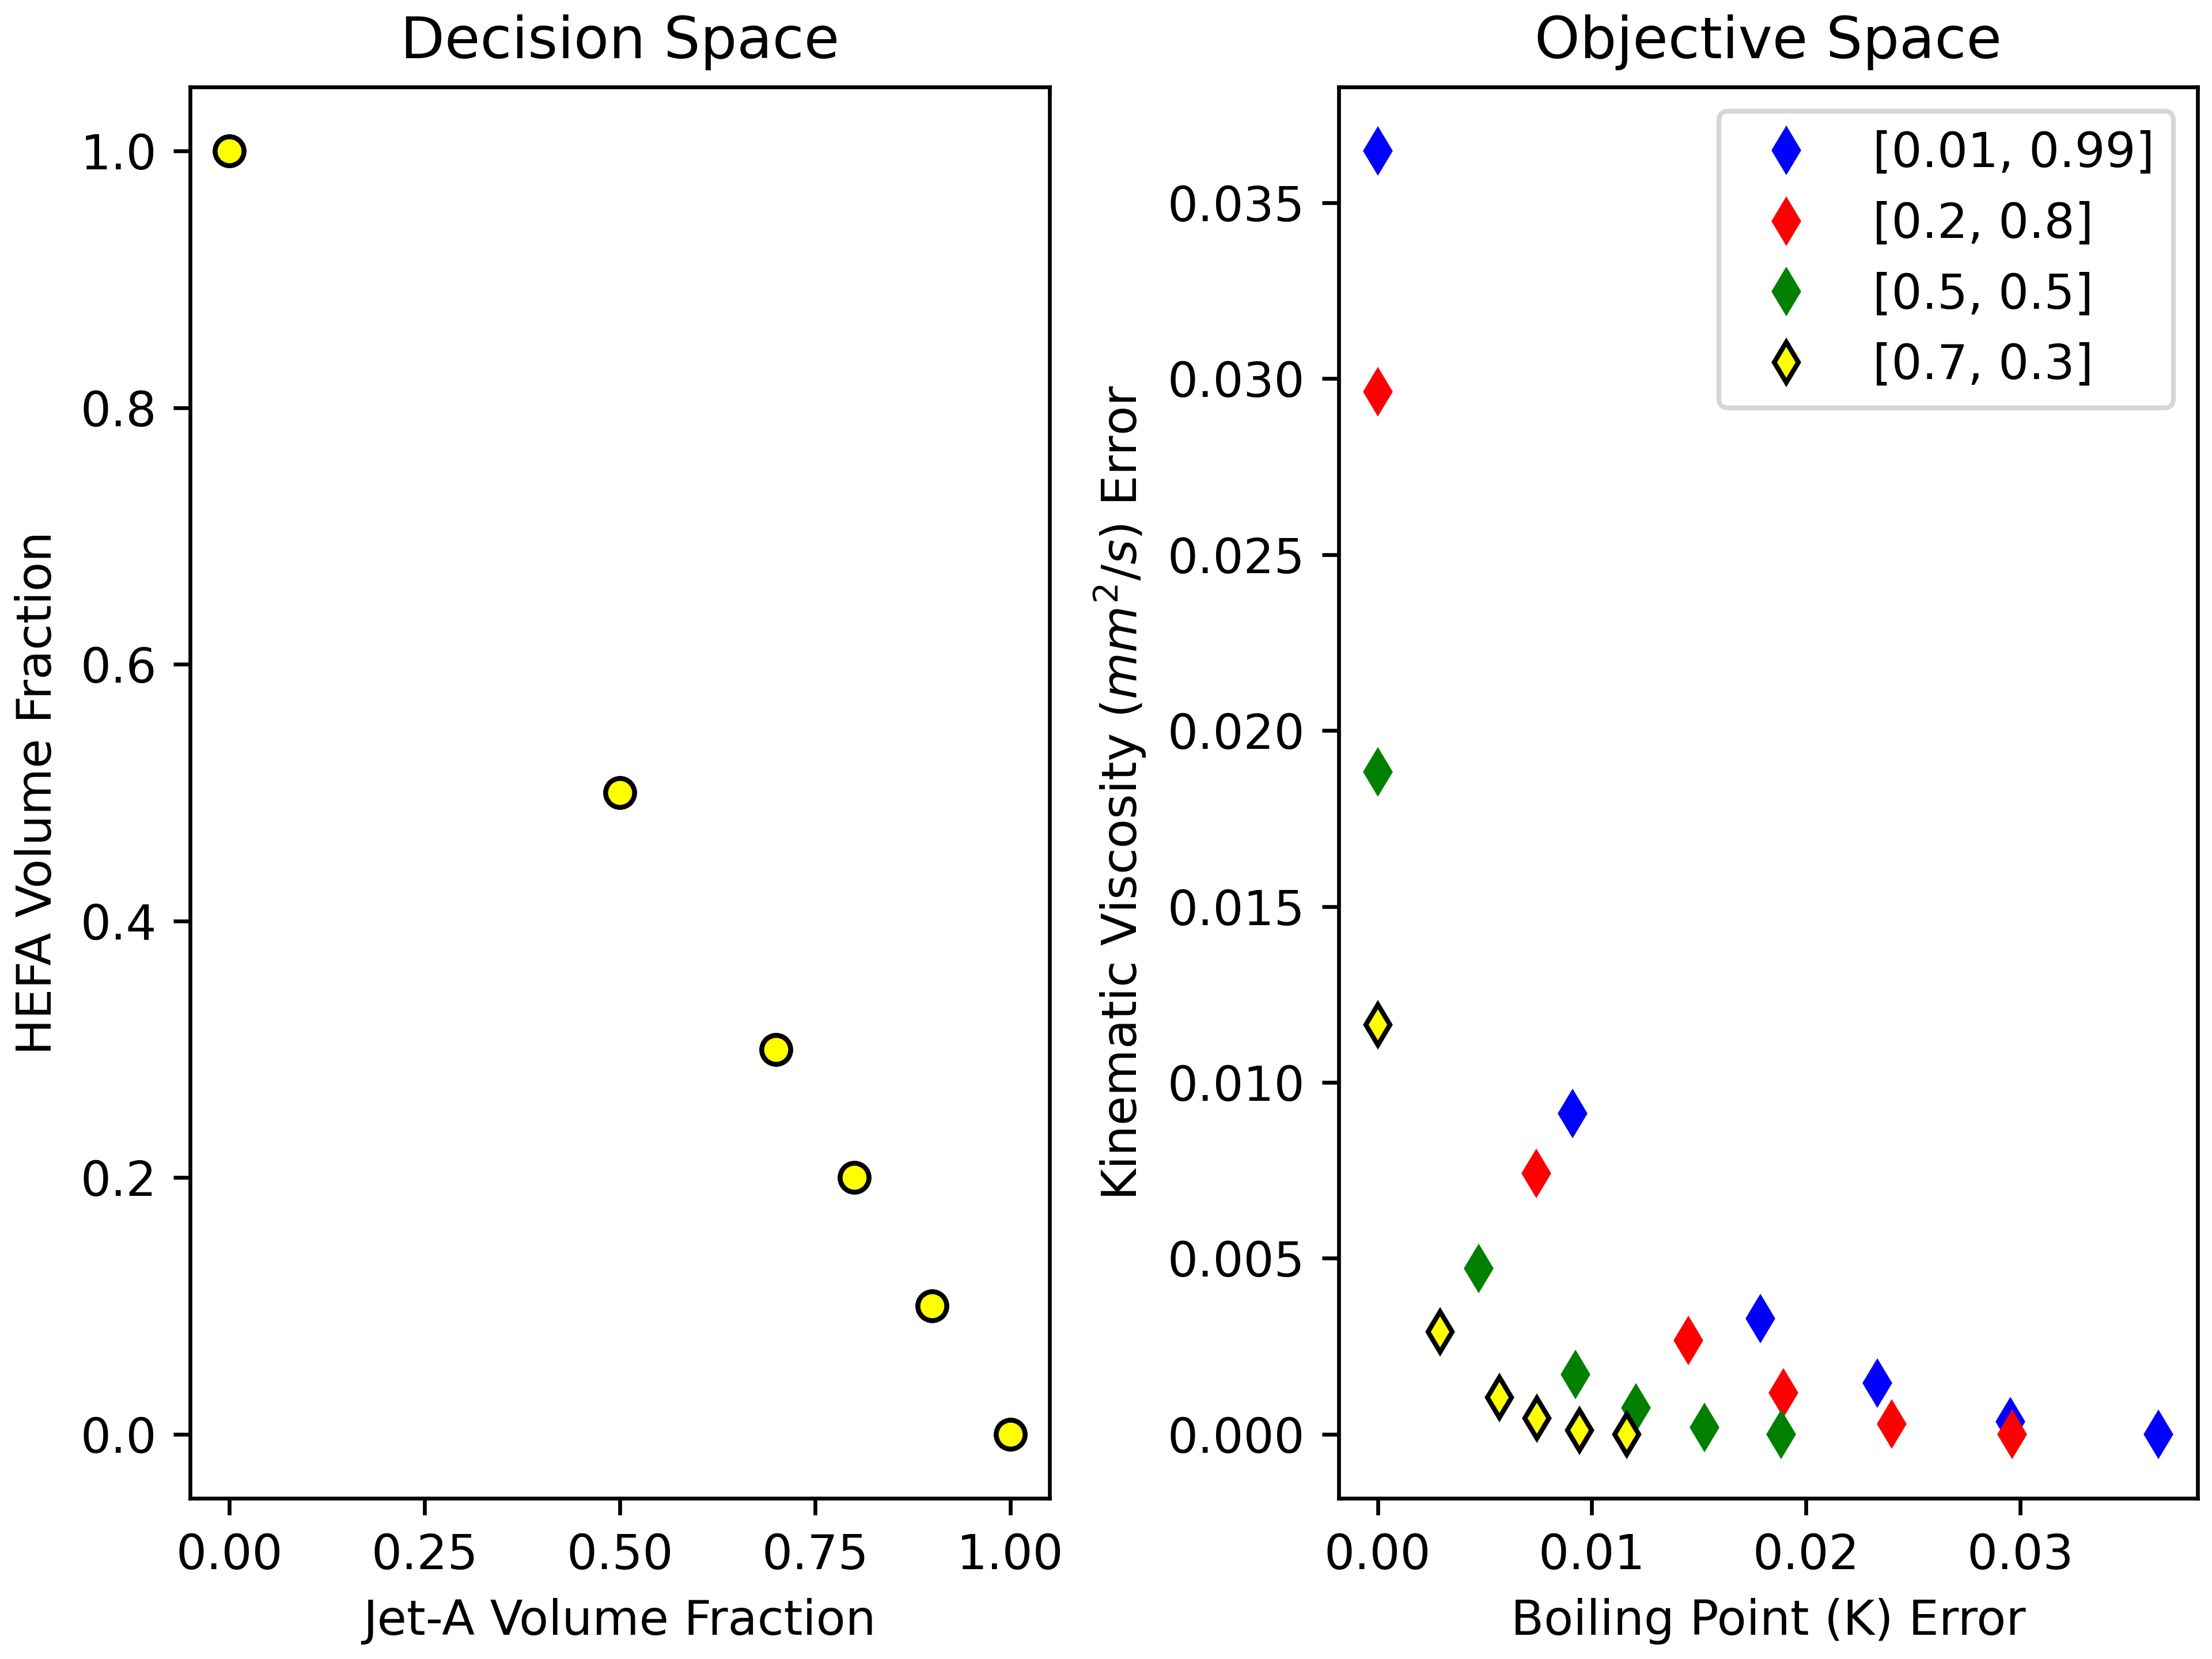 Decision Space
HEFA Volume Fraction
1.0
0.8
0.6
0.4
0.2
0.0
0.00 0.25 0.50 0.75 1.00
Jet-A Volume Fraction
Objective Space
Kinematic Viscosity (mm²/s) Error
0.035
0.030
0.025
0.020
0.015
0.010
0.005
0.000
0.00 0.01 0.02 0.03
Boiling Point (K) Error
[0.01, 0.99]
[0.2, 0.8]
[0.5, 0.5]
[0.7, 0.3]